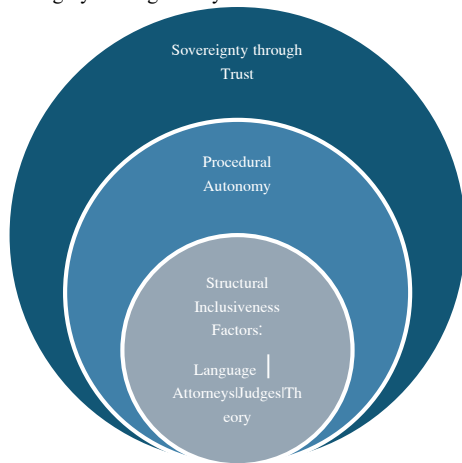 Sovereignty through
Trust
Procedural
Autonomy
Structural
Inclusiveness
Factors:
Language |
Attorneys|Judges|Th
eory